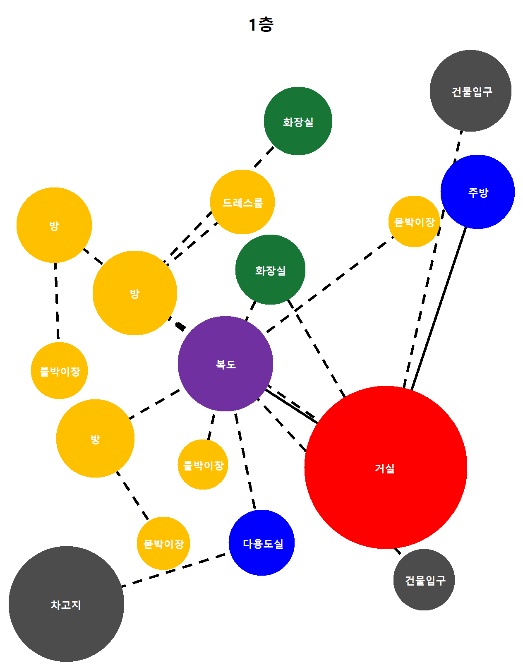 1층
건물입구
화장실
주방
드레스룸
붙박이장
방
화장실
방
복도
붙박이장
방
붙박이장
거실
붙박이장
다용도실
건물입구
차고지